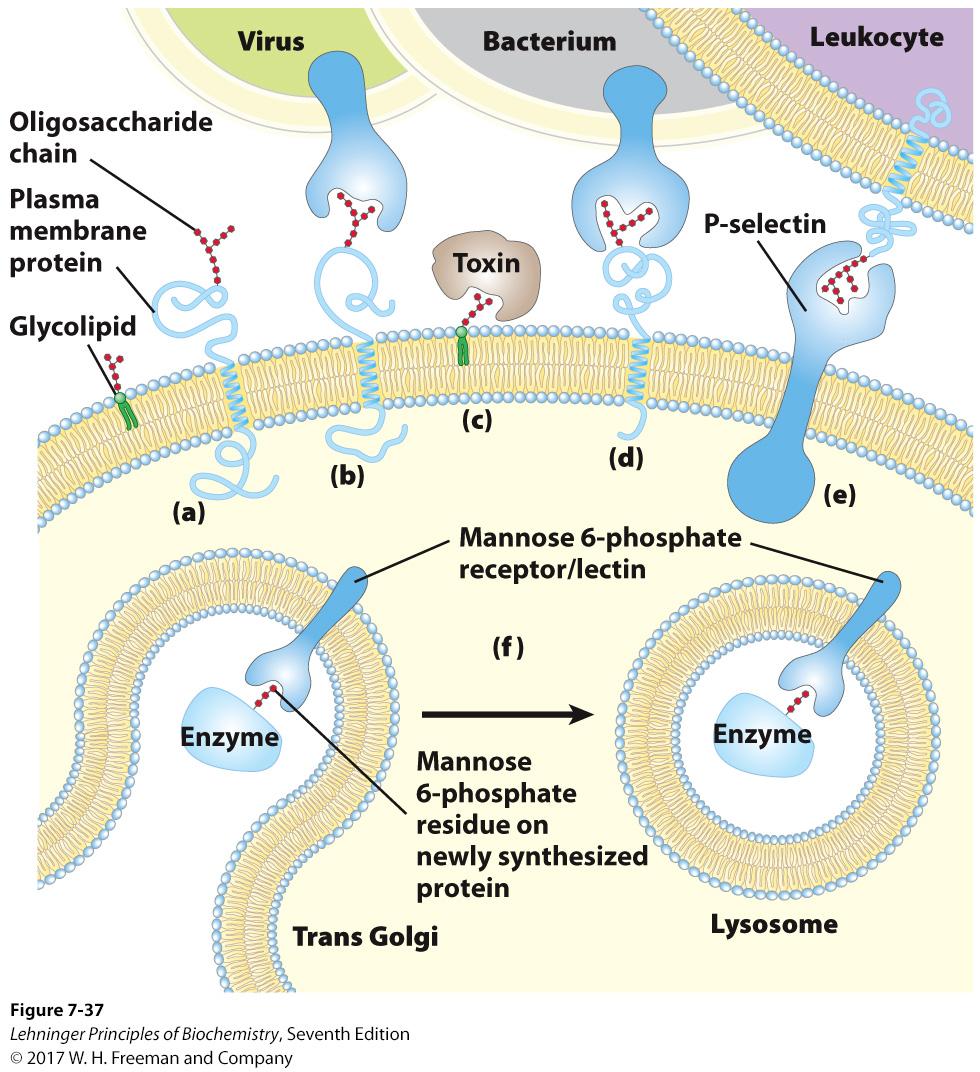 Virus
Bacterium
Leukocyte
Oligosaccharide
chain
Plasma
membrane
protein
Glycolipid
Toxin
P-selectin
(a)
(b)
(c)
(d)
(e)
Mannose 6-phosphate
receptor/lectin
(f)
Enzyme
Enzyme
Mannose
6-phosphate
residue on
newly synthesized
protein
Trans Golgi
Lysosome
Figure 7-37
Lehninger Principles of Biochemistry, Seventh Edition
© 2017 W. H. Freeman and Company